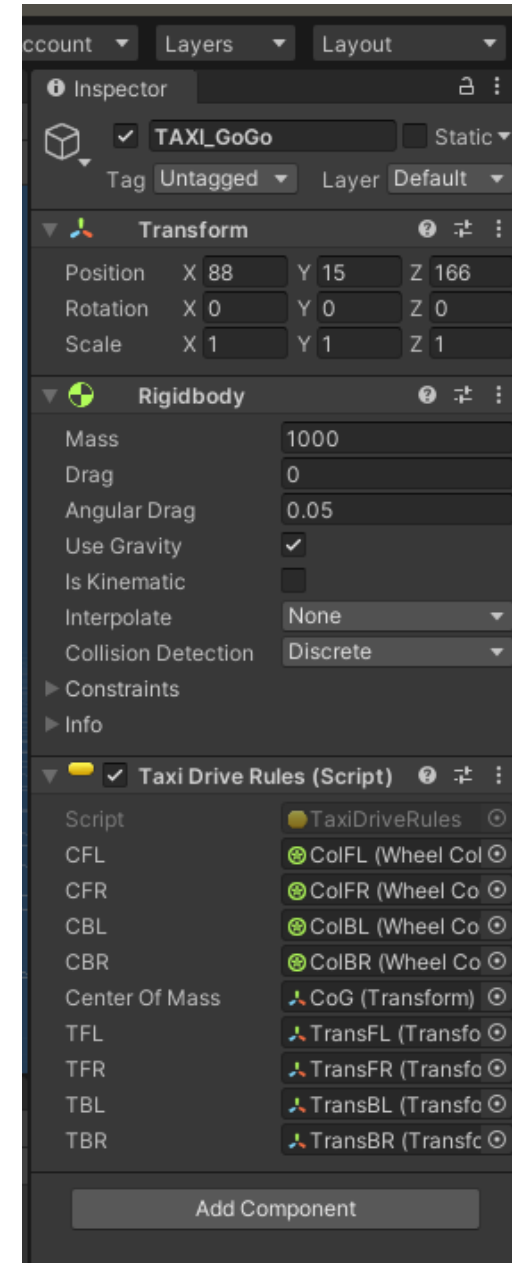 ccount Layers Layout
Inspector
TAXI_GoGo Static
Tag Untagged Layer Default
Transform
Position X 88 Y 15 Z 166
Rotation X 0 Y 0 Z 0
Scale X 1 Y 1 Z 1
Rigidbody
Mass 1000
Drag 0
Angular Drag 0.05
Use Gravity
Is Kinematic
Interpolate None
Collision Detection Discrete
Constraints
Info
Taxi Drive Rules (Script)
Script TaxiDriveRules
CFL ColFL (Wheel Col
CFR ColFR (Wheel Co
CBL ColBL (Wheel Co
CBR ColBR (Wheel Co
Center Of Mass CoG (Transform)
TFL TransFL (Transfo
TFR TransFR (Transfo
TBL TransBL (Transfo
TBR TransBR (Transfc
Add Component